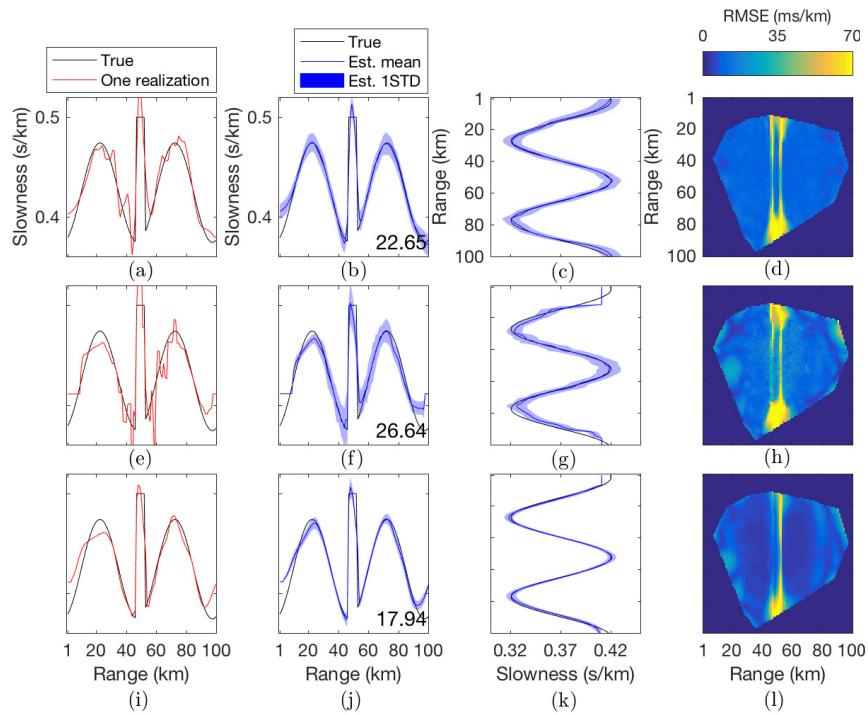 RMSE (ms/km)
0 35 70
True
One realization
True
Est. mean
Est. 1STD
0.5
0.4
Slowness (s/km)
0.5
0.4
Slowness (s/km)
22.65
1
20
40
60
80
100
Range (km)
1
20
40
60
80
100
Range (km)
(a) (b) (c) (d)
26.64
(e) (f) (g) (h)
17.94
1 20 40 60 80 100
Range (km)
1 20 40 60 80 100
Range (km)
0.32 0.37 0.42
Slowness (s/km)
1 20 40 60 80 100
Range (km)
(i) (j) (k) (l)